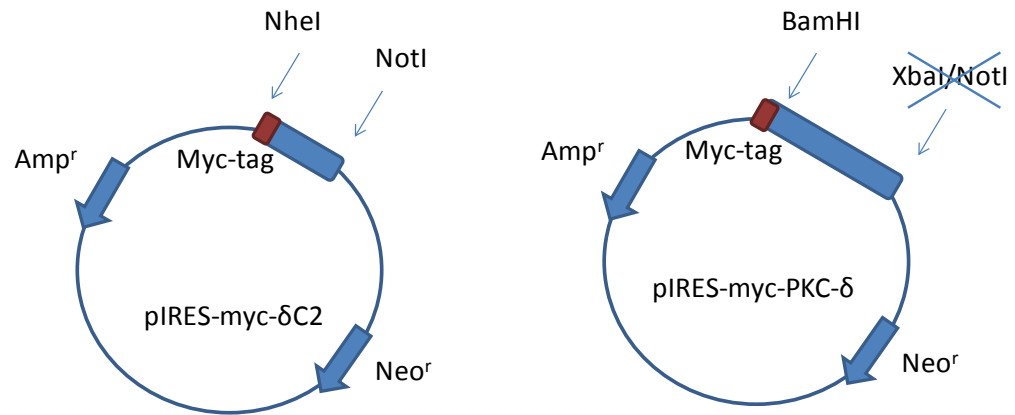 NheI
NotI
Ampʳ
Myc-tag
pIRES-myc-δC2
Neoʳ
BamHI
XbaI/NotI
Ampʳ
Myc-tag
pIRES-myc-PKC-δ
Neoʳ